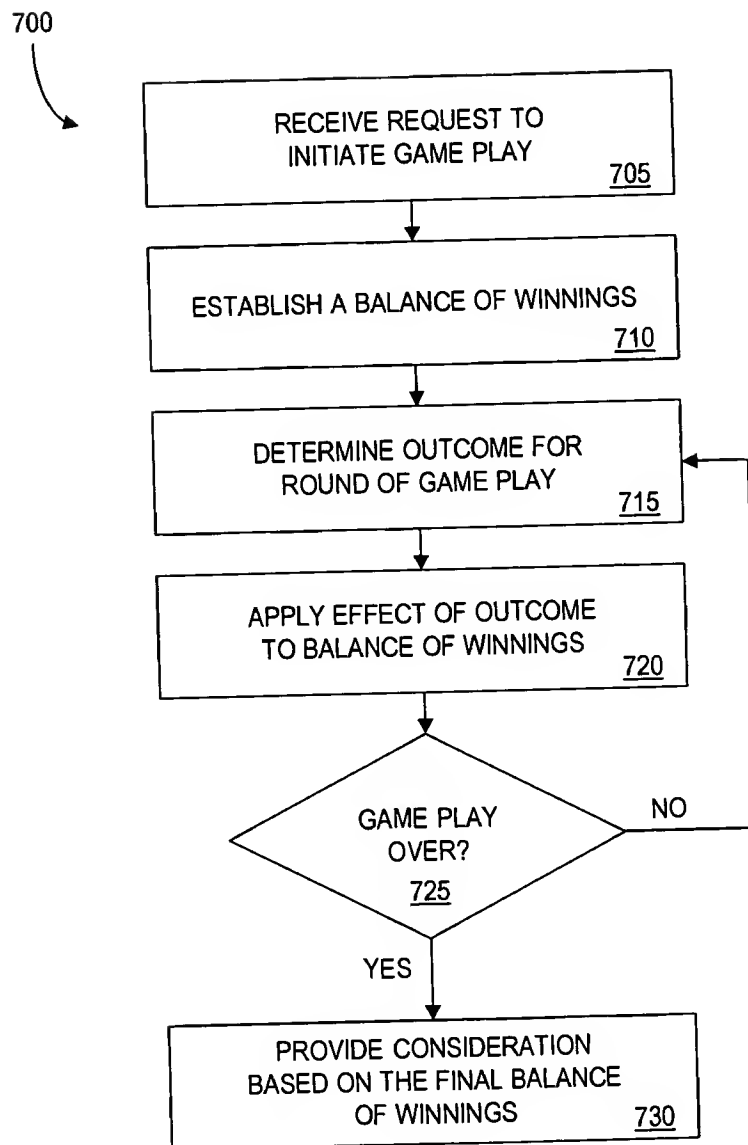 700
RECEIVE REQUEST TO
INITIATE GAME PLAY
705
ESTABLISH A BALANCE OF WINNINGS
710
DETERMINE OUTCOME FOR
ROUND OF GAME PLAY
715
APPLY EFFECT OF OUTCOME
TO BALANCE OF WINNINGS
720
GAME PLAY
OVER?
725
NO
YES
PROVIDE CONSIDERATION
BASED ON THE FINAL BALANCE
OF WINNINGS
730